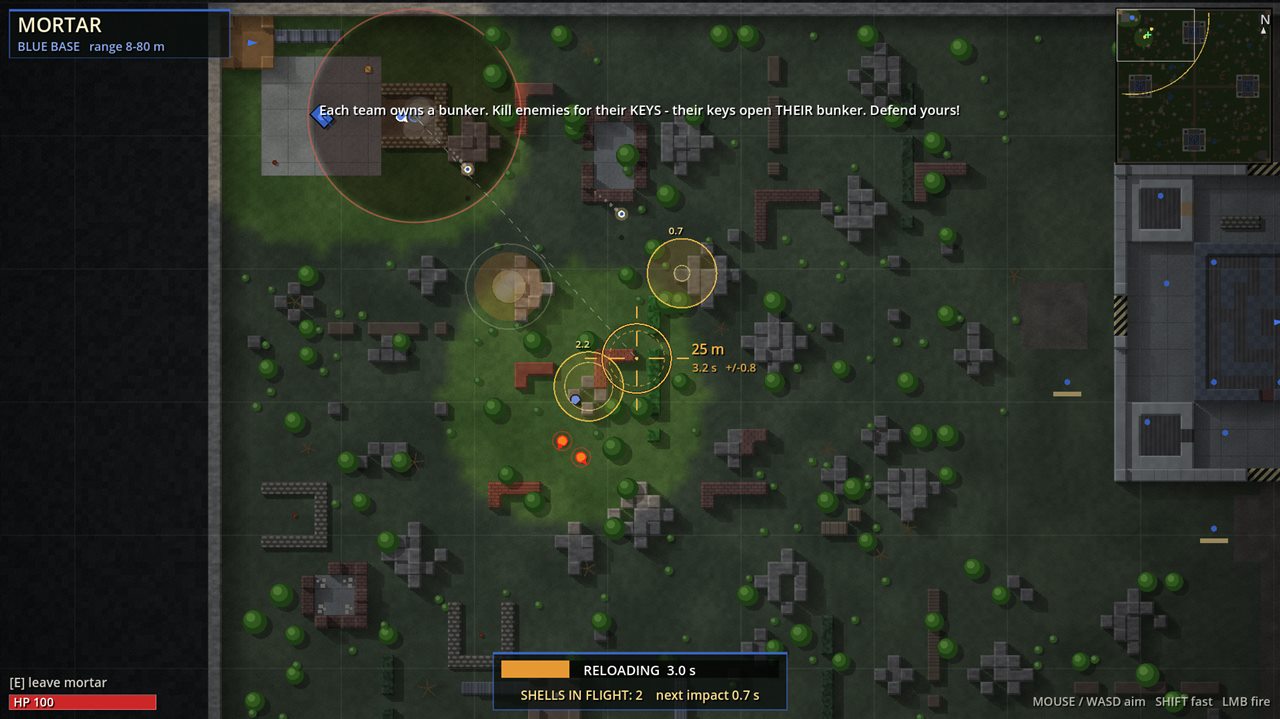 MORTAR
BLUE BASE range 8-80 m
N
Each team owns a bunker. Kill enemies for their KEYS - their keys open THEIR bunker. Defend yours!
0.7
2.2
25 m
3.2 s +/-0.8
RELOADING 3.0 s
SHELLS IN FLIGHT: 2 next impact 0.7 s
[E] leave mortar
HP 100
MOUSE / WASD aim SHIFT fast LMB fire